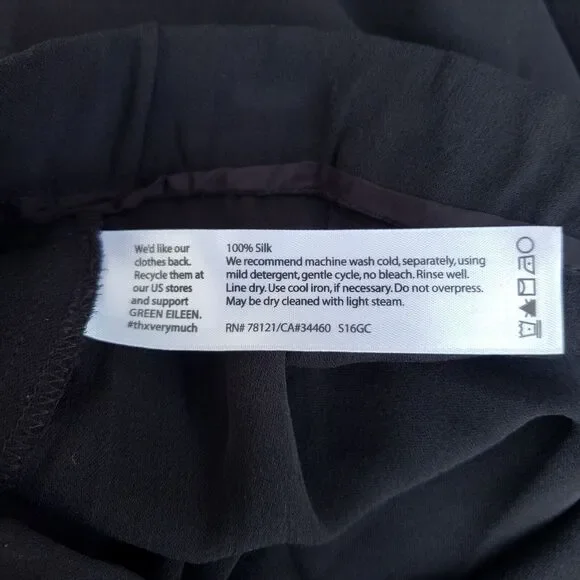 We'd like our
clothes back.
Recycle them at
our US stores
and support
GREEN EILEEN.
#thxverymuch
100% Silk
We recommend machine wash cold, separately, using
mild detergent, gentle cycle, no bleach. Rinse well.
Line dry. Use cool iron, if necessary. Do not overpress.
May be dry cleaned with light steam.
RN# 78121/CA#34460 S16GC